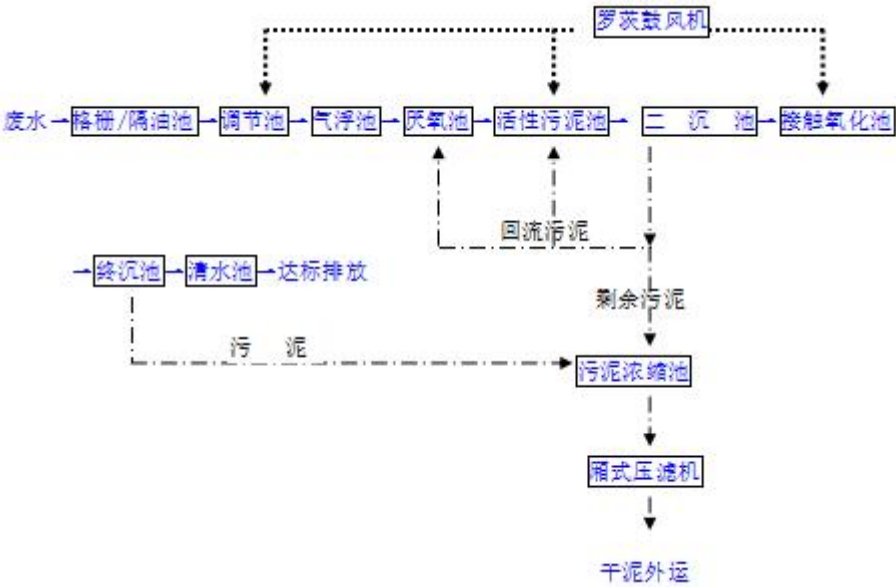 罗茨鼓风机
废水 格栅/隔油池 调节池 气浮池 厌氧池 活性污泥池 二 沉 池 接触氧化池
回流污泥
终沉池 清水池 达标排放
剩余污泥
污 泥
污泥浓缩池
厢式压滤机
干泥外运